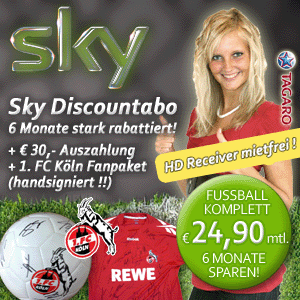 sky
TAGARO
Sky Discountabo
6 Monate stark rabattiert!
+ € 30,- Auszahlung
+ 1. FC Köln Fanpaket
(handsigniert !!)
HD Receiver mietfrei !
FUSSBALL
KOMPLETT
€ 24,90 mtl.
6 MONATE
SPAREN!
1.FC
KÖLN
REWE